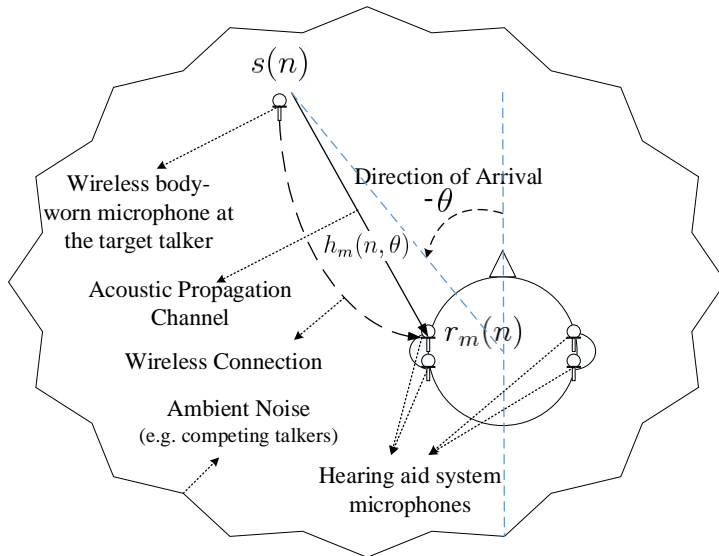 s(n)
Direction of Arrival
-θ
Wireless body-
worn microphone at
the target talker
h_m(n, θ)
Acoustic Propagation
Channel
r_m(n)
Wireless Connection
Ambient Noise
(e.g. competing talkers)
Hearing aid system
microphones